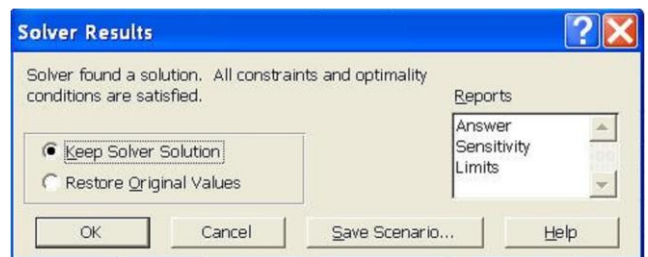 Solver Results
Solver found a solution. All constraints and optimality
conditions are satisfied.
Reports
Answer
Sensitivity
Limits
Keep Solver Solution
Restore Original Values
OK
Cancel
Save Scenario...
Help